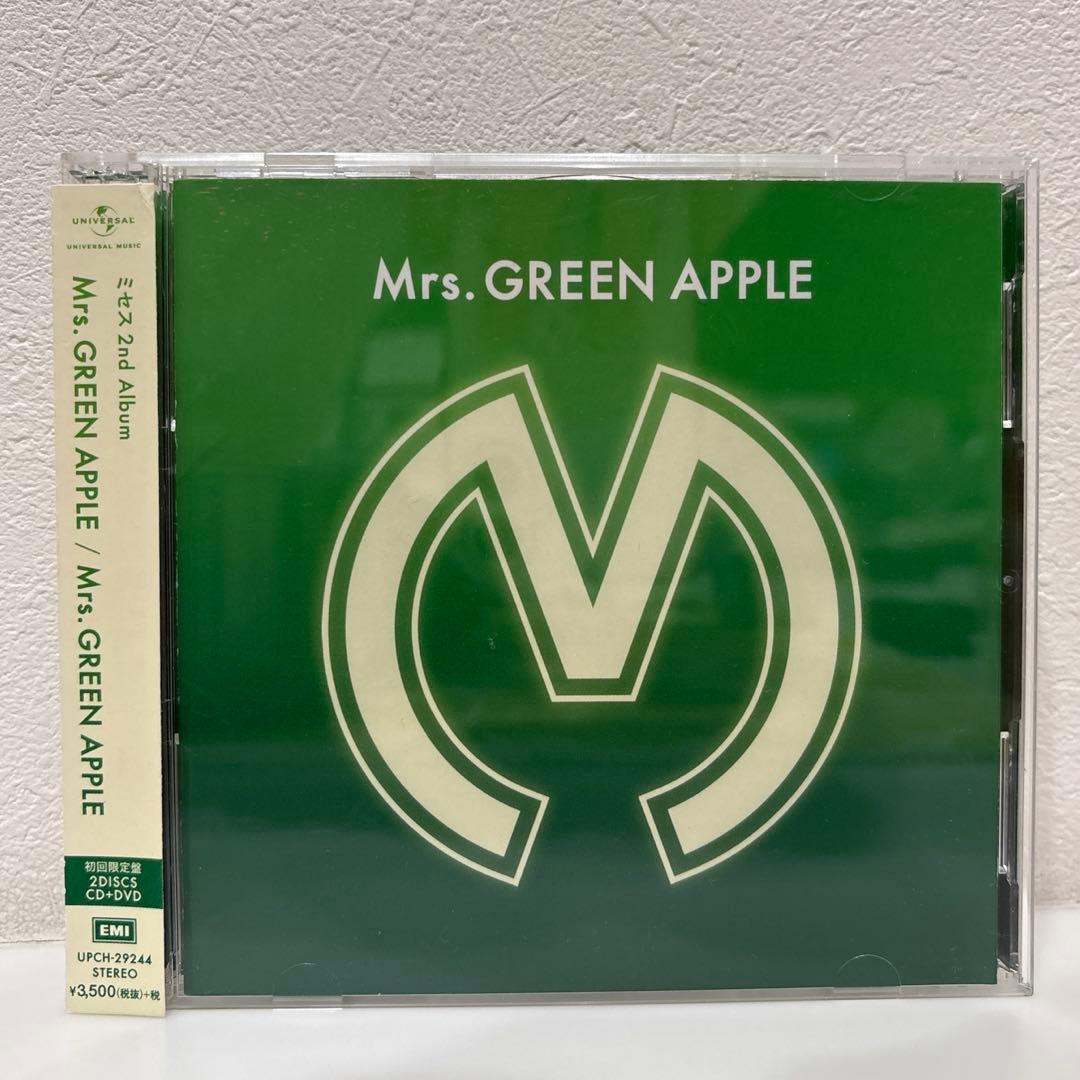 UNIVERSAL
UNIVERSAL MUSIC
ミセス 2nd Album
Mrs. GREEN APPLE / Mrs. GREEN APPLE
初回限定盤
2DISCS
CD+DVD
EMI
UPCH-29244
STEREO
¥3,500(税抜)+税
Mrs. GREEN APPLE